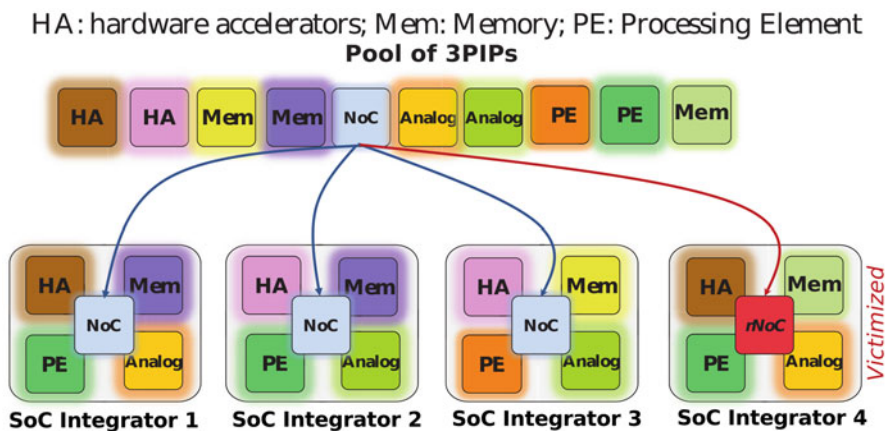 HA: hardware accelerators; Mem: Memory; PE: Processing Element
Pool of 3PIPs
HA HA Mem Mem NoC Analog Analog PE PE Mem
HA Mem HA Mem HA Mem HA Mem
NoC NoC NoC rNoC
PE Analog PE Analog PE Analog PE Analog
Victimized
SoC Integrator 1 SoC Integrator 2 SoC Integrator 3 SoC Integrator 4